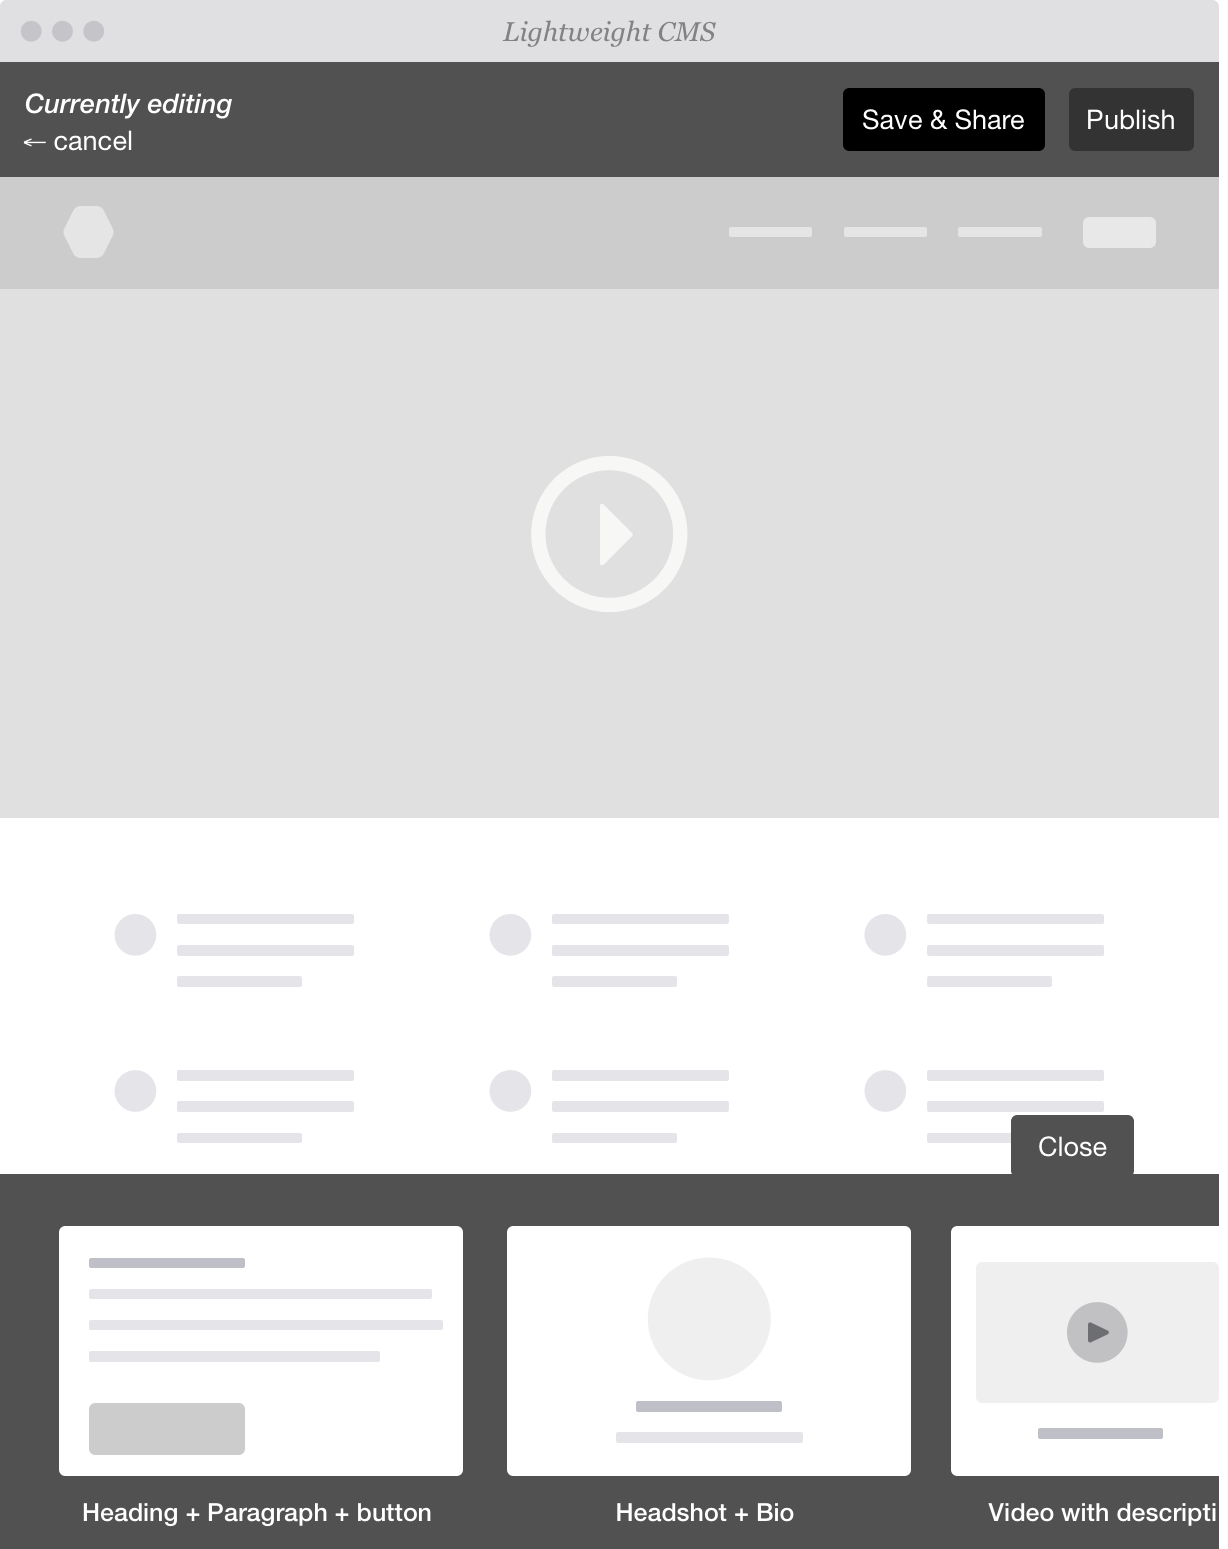 Lightweight CMS
Currently editing
← cancel
Save & Share
Publish
Close
Heading + Paragraph + button
Headshot + Bio
Video with descripti